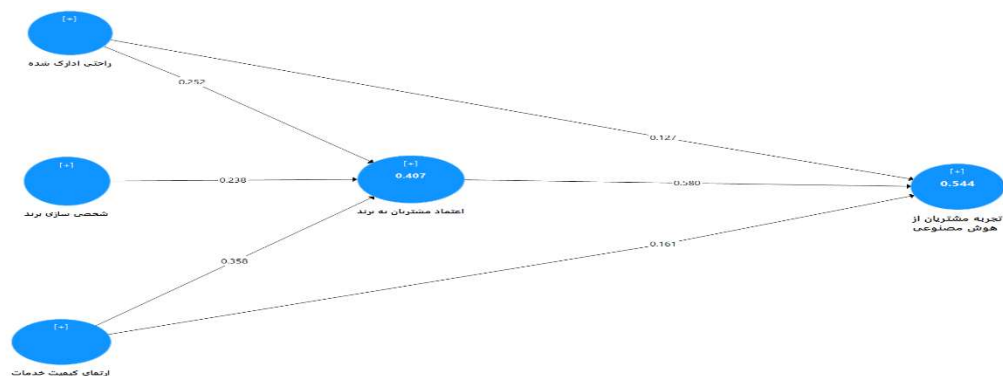 [+]
راحتی ادارک شده
0.252
0.127
[+]
شخصی سازی برند
0.238
[+]
0.407
اعتماد مشتریان به برند
0.580
[+]
0.544
تجربه مشتریان از
هوش مصنوعی
0.358
0.161
[+]
ارتقای کیفیت خدمات